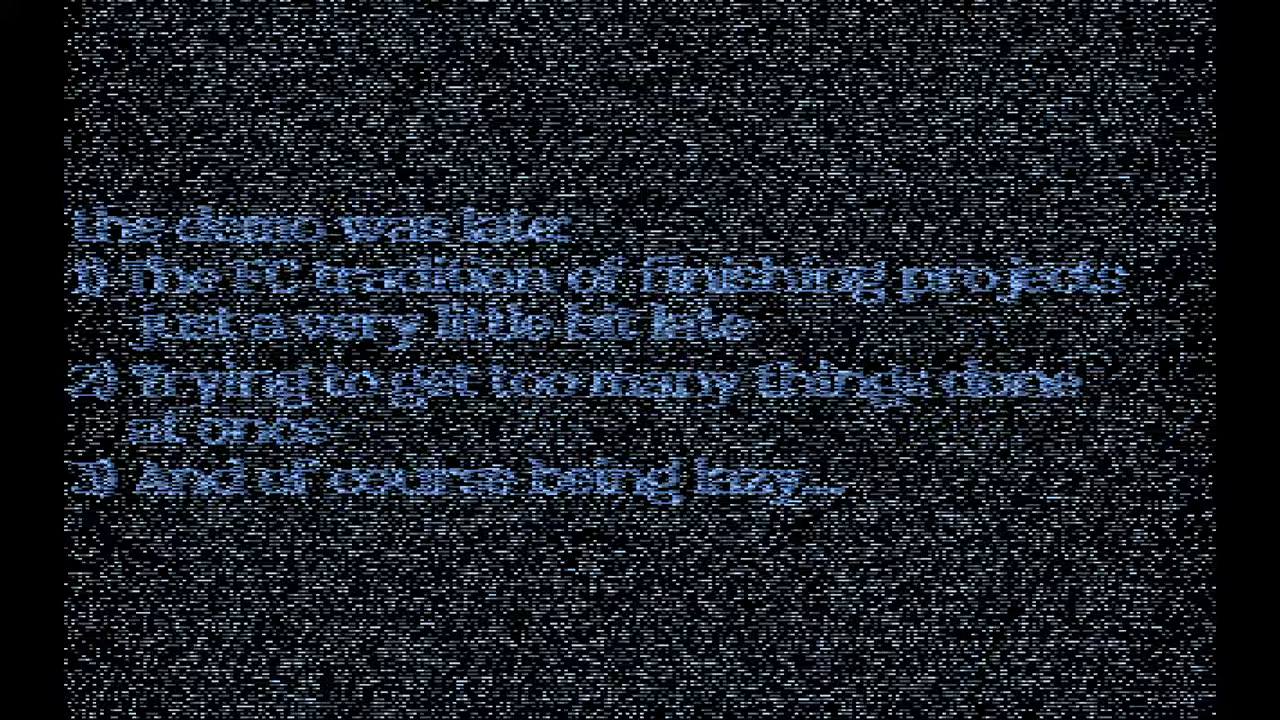 the demo was late:
1) The FC tradition of finishing projects
just a very little bit late
2) Trying to get too many things done
at once
3) And of course being lazy...